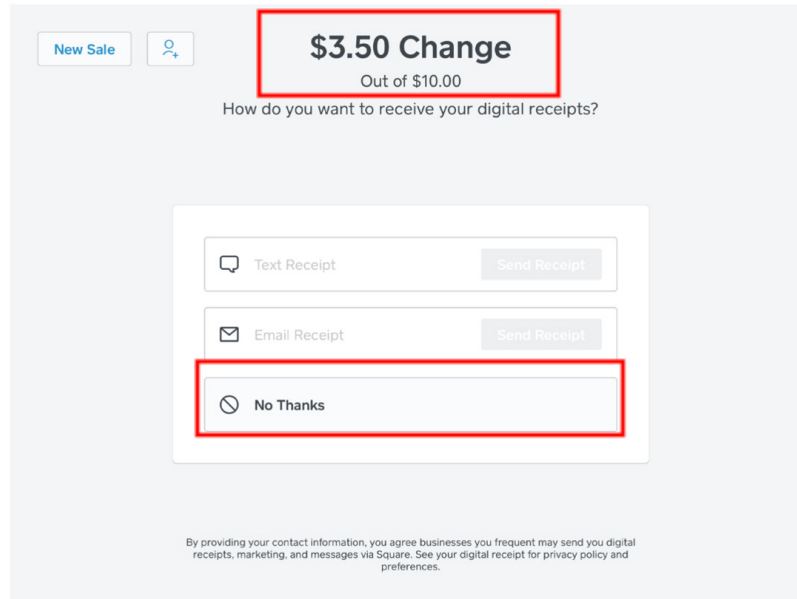 New Sale
$3.50 Change
Out of $10.00
How do you want to receive your digital receipts?
Text Receipt
Send Receipt
Email Receipt
Send Receipt
No Thanks
By providing your contact information, you agree businesses you frequent may send you digital
receipts, marketing, and messages via Square. See your digital receipt for privacy policy and
preferences.